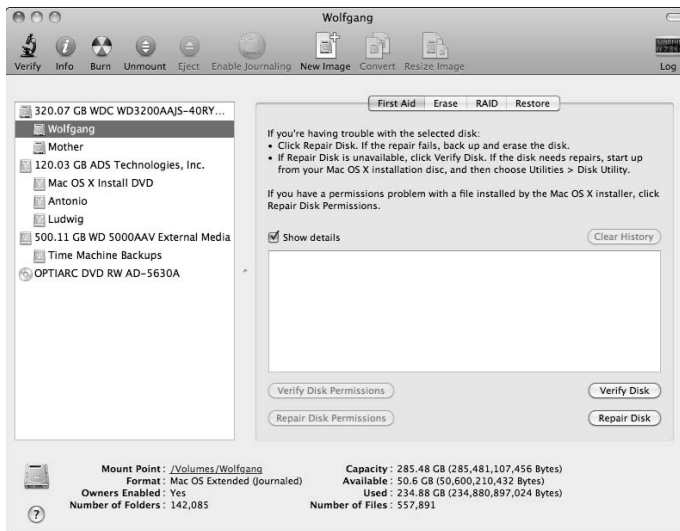 Wolfgang
Verify Info Burn Unmount Eject Enable Journaling New Image Convert Resize Image Log
320.07 GB WDC WD3200AAJS-40RY...
Wolfgang
Mother
120.03 GB ADS Technologies, Inc.
Mac OS X Install DVD
Antonio
Ludwig
500.11 GB WD 5000AAV External Media
Time Machine Backups
OPTIARC DVD RW AD-5630A
First Aid Erase RAID Restore
If you're having trouble with the selected disk:
• Click Repair Disk. If the repair fails, back up and erase the disk.
• If Repair Disk is unavailable, click Verify Disk. If the disk needs repairs, start up
from your Mac OS X installation disc, and then choose Utilities > Disk Utility.
If you have a permissions problem with a file installed by the Mac OS X installer, click
Repair Disk Permissions.
Show details
Clear History
Verify Disk Permissions Verify Disk
Repair Disk Permissions Repair Disk
Mount Point : /Volumes/Wolfgang
Format : Mac OS Extended (Journaled)
Owners Enabled : Yes
Number of Folders : 142,085
Capacity : 285.48 GB (285,481,107,456 Bytes)
Available : 50.6 GB (50,600,210,432 Bytes)
Used : 234.88 GB (234,880,897,024 Bytes)
Number of Files : 557,891
?